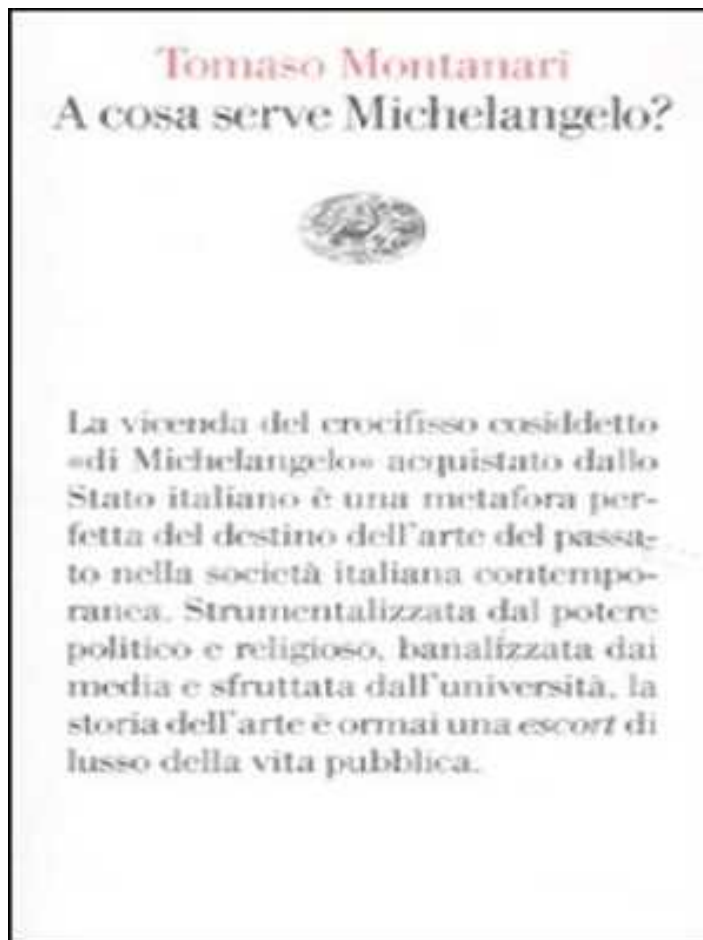 Tomaso Montanari
A cosa serve Michelangelo?
La vicenda del crocifisso cosiddetto
«di Michelangelo» acquistato dallo
Stato italiano è una metafora per-
fetta del destino dell'arte del passa-
to nella società italiana contempo-
ranea. Strumentalizzata dal potere
politico e religioso, banalizzata dai
media e sfruttata dall'università, la
storia dell'arte è ormai una escort di
lusso della vita pubblica.